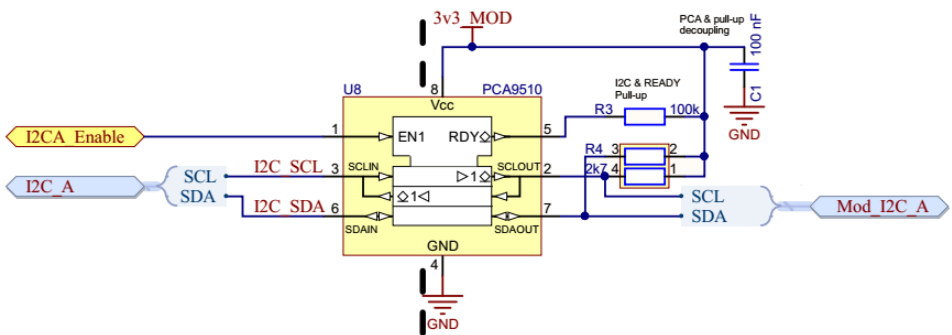 3v3_MOD
PCA & pull-up
decoupling
100 nF
C1
GND
U8
8
PCA9510
Vcc
I2C & READY
Pull-up
R3
100k
I2CA_Enable
1
EN1
RDY
5
R4
3
2
2k7
4
1
I2C_A
SCL
SDA
I2C_SCL
3
SCLIN
1
SCLOUT
2
1
I2C_SDA
6
SDAIN
SDAOUT
7
SCL
SDA
Mod_I2C_A
GND
4
GND